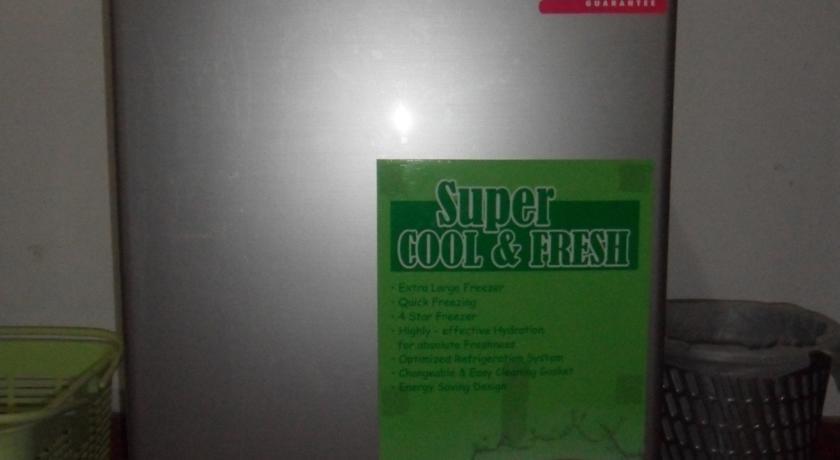 GUARANTEE
Super
COOL & FRESH
· Extra Large Freezer
· Quick Freezing
· 4 Star Freezer
· Highly - effective Hydration
for absolute Freshness
· Optimized Refrigeration System
· Changeable & Easy Cleaning Gasket
· Energy Saving Design